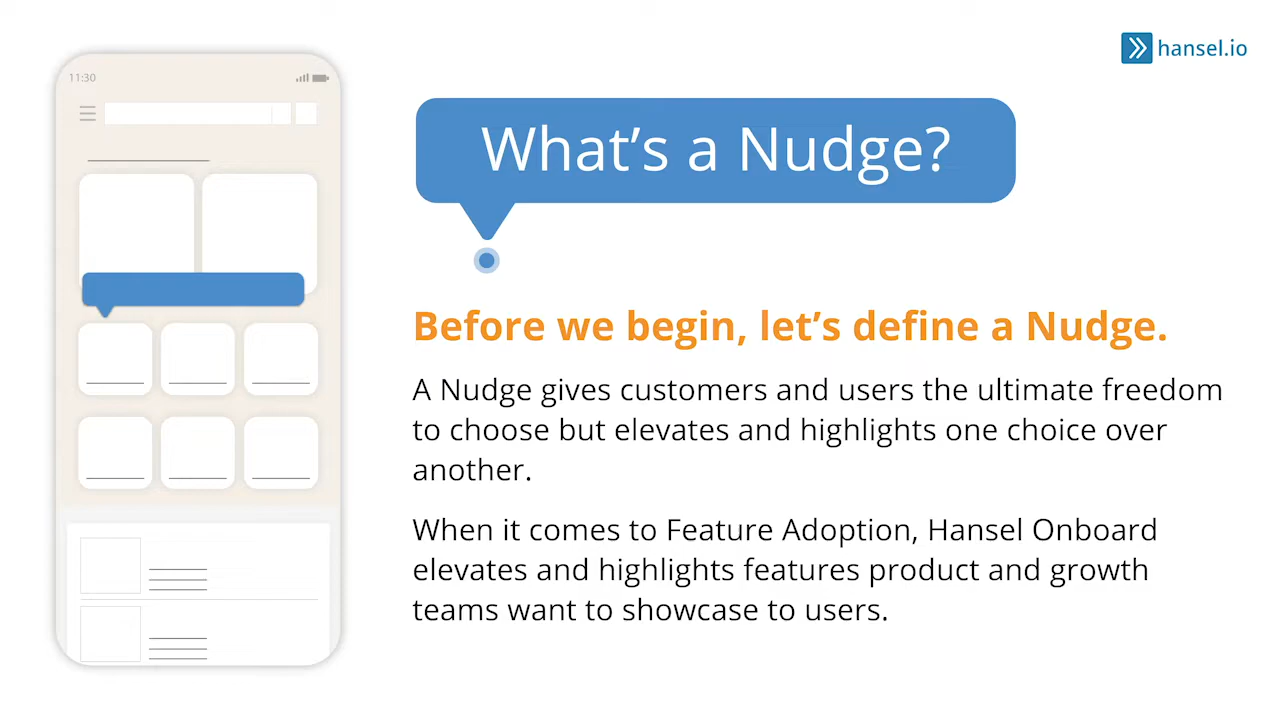 11:30
hansel.io
What’s a Nudge?
Before we begin, let’s define a Nudge.
A Nudge gives customers and users the ultimate freedom
to choose but elevates and highlights one choice over
another.
When it comes to Feature Adoption, Hansel Onboard
elevates and highlights features product and growth
teams want to showcase to users.